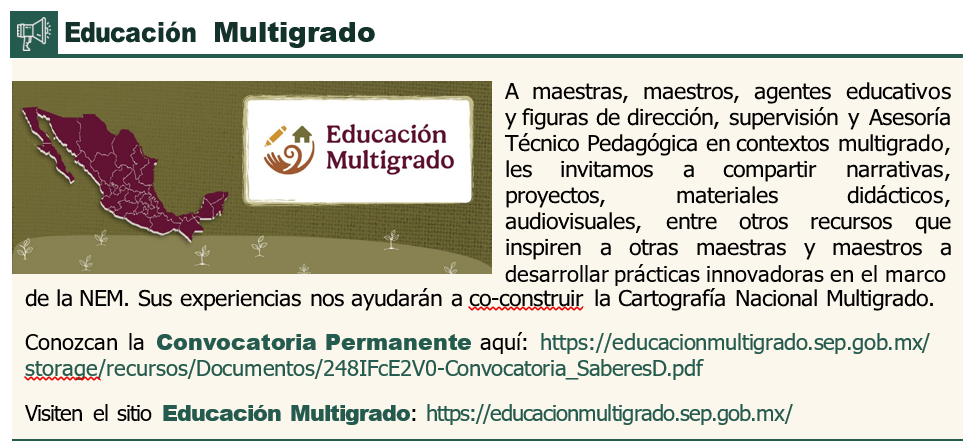 Educación Multigrado
Educación
Multigrado
A maestras, maestros, agentes educativos
y figuras de dirección, supervisión y Asesoría
Técnico Pedagógica en contextos multigrado,
les invitamos a compartir narrativas,
proyectos, materiales didácticos,
audiovisuales, entre otros recursos que
inspiren a otras maestras y maestros a
desarrollar prácticas innovadoras en el marco
de la NEM. Sus experiencias nos ayudarán a co-construir la Cartografía Nacional Multigrado.
Conozcan la Convocatoria Permanente aquí: https://educacionmultigrado.sep.gob.mx/
storage/recursos/Documentos/248IFcE2V0-Convocatoria_SaberesD.pdf
Visiten el sitio Educación Multigrado: https://educacionmultigrado.sep.gob.mx/